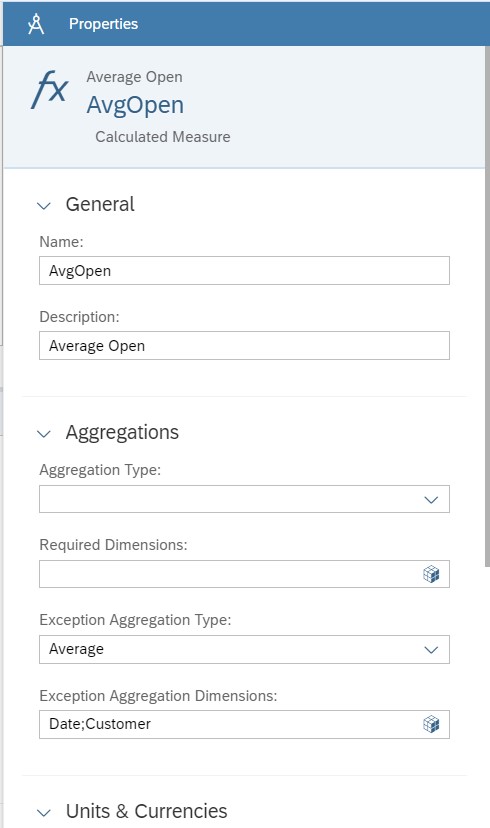 Properties
fx
Average Open
AvgOpen
Calculated Measure
General
Name:
AvgOpen
Description:
Average Open
Aggregations
Aggregation Type:
Required Dimensions:
Exception Aggregation Type:
Average
Exception Aggregation Dimensions:
Date;Customer
Units & Currencies